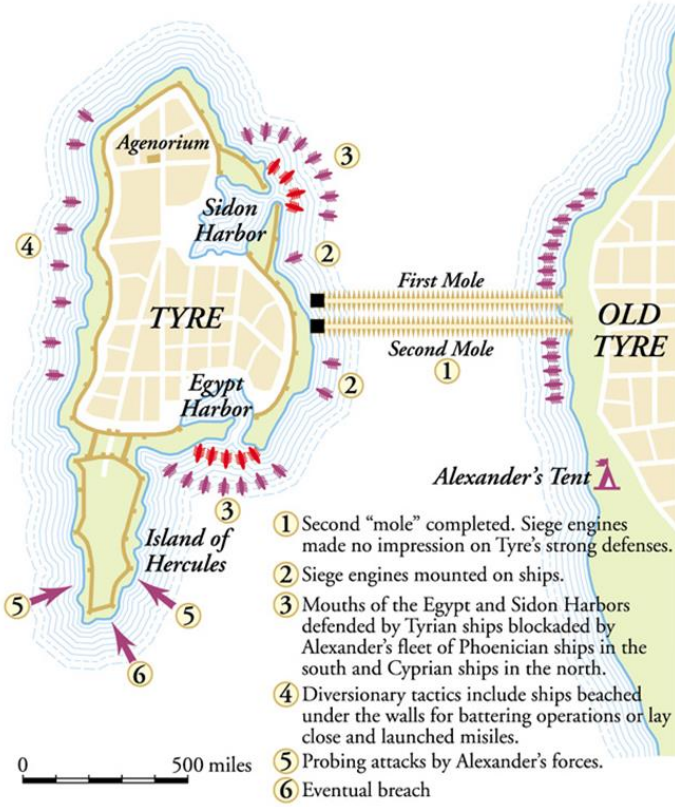 Agenorium
3
Sidon
Harbor
4
2
First Mole
TYRE
OLD
TYRE
Second Mole
1
Egypt
Harbor
2
Alexander's Tent
3
Island of
Hercules
5
5
6
0 500 miles
1 Second “mole” completed. Siege engines
made no impression on Tyre's strong defenses.
2 Siege engines mounted on ships.
3 Mouths of the Egypt and Sidon Harbors
defended by Tyrian ships blockaded by
Alexander's fleet of Phoenician ships in the
south and Cyprian ships in the north.
4 Diversionary tactics include ships beached
under the walls for battering operations or lay
close and launched misiles.
5 Probing attacks by Alexander's forces.
6 Eventual breach